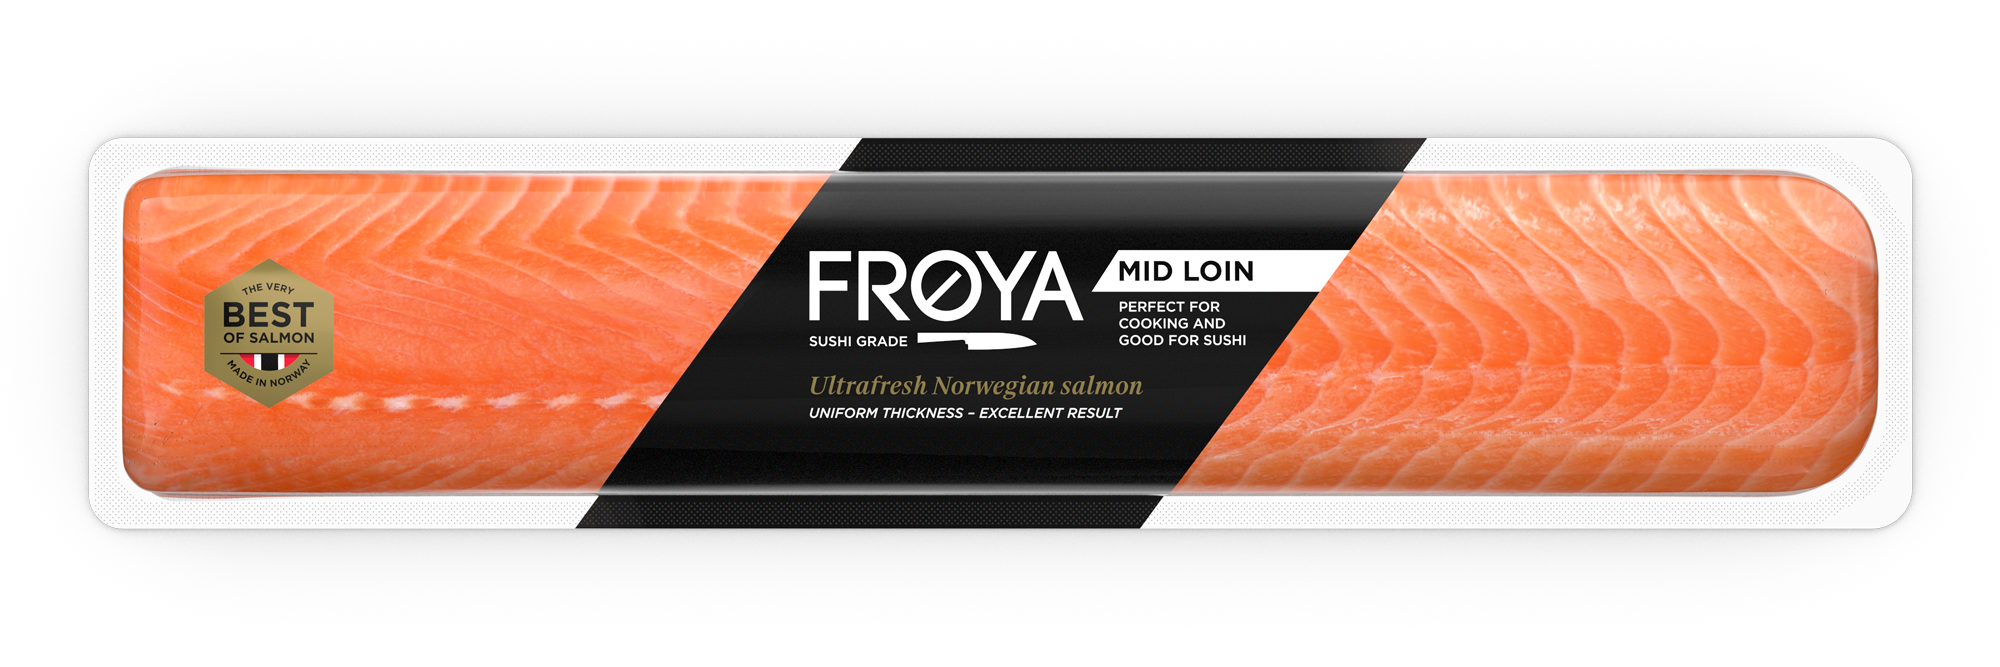 THE VERY
BEST
OF SALMON
MADE IN NORWAY
FRØYA
SUSHI GRADE
MID LOIN
PERFECT FOR
COOKING AND
GOOD FOR SUSHI
Ultrafresh Norwegian salmon
UNIFORM THICKNESS – EXCELLENT RESULT